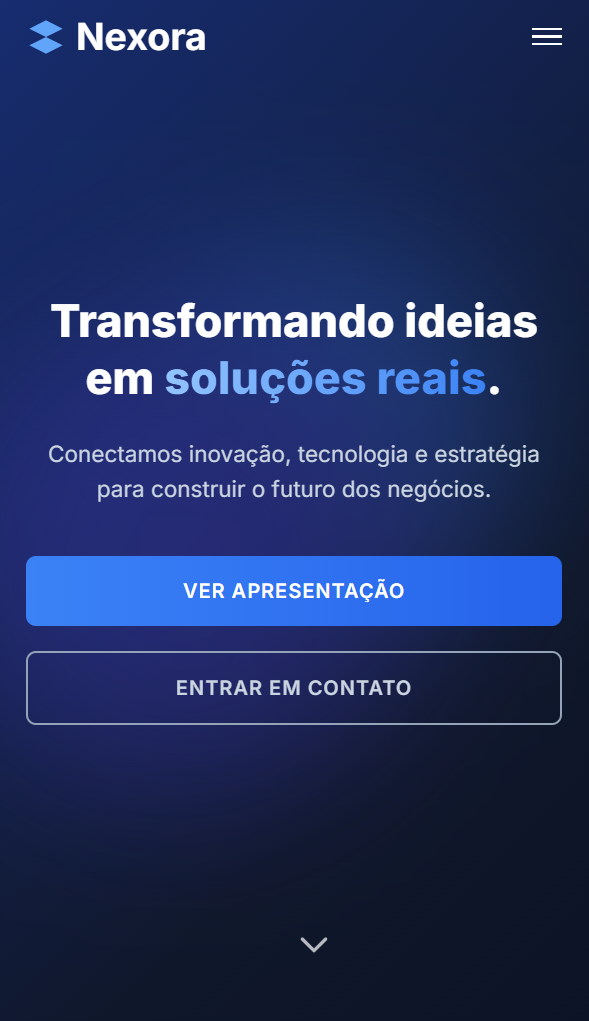 Nexora
Transformando ideias
em soluções reais.
Conectamos inovação, tecnologia e estratégia
para construir o futuro dos negócios.
VER APRESENTAÇÃO
ENTRAR EM CONTATO